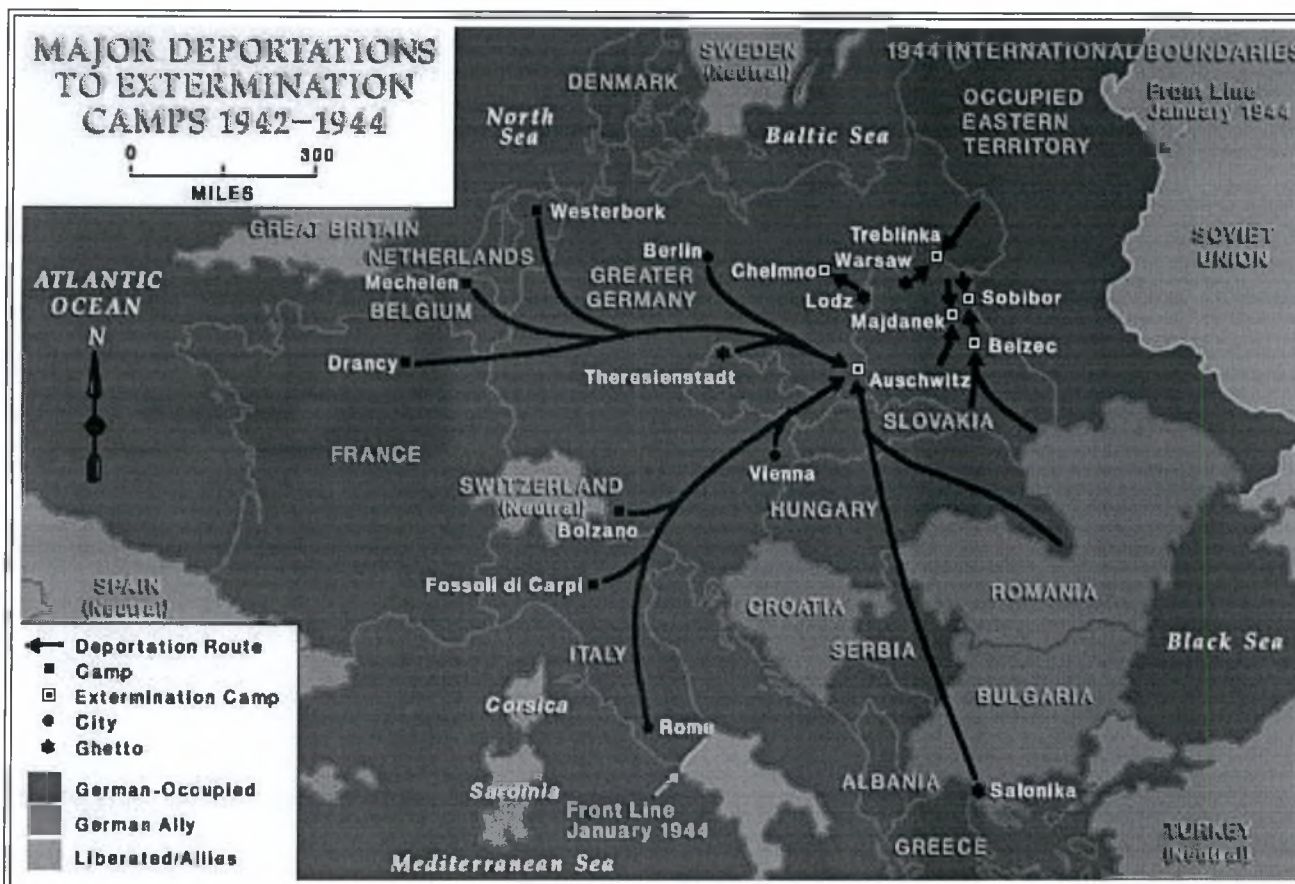 MAJOR DEPORTATIONS
TO EXTERMINATION
CAMPS 1942–1944
0 300
MILES
SWEDEN
(Neutral)
1944 INTERNATIONAL BOUNDARIES
DENMARK
North
Sea
Baltic Sea
OCCUPIED
EASTERN
TERRITORY
Front Line
January 1944
Westerbork
GREAT BRITAIN
NETHERLANDS
Mechelen
BELGIUM
Berlin
GREATER
GERMANY
Treblinka
Warsaw
Chelmno
Lodz
Sobibor
Majdanek
Belzec
SOVIET
UNION
ATLANTIC
OCEAN
N
Drancy
Theresienstadt
Auschwitz
SLOVAKIA
FRANCE
Vienna
SWITZERLAND
(Neutral)
Bolzano
HUNGARY
Fossoli di Carpi
CROATIA
ROMANIA
SPAIN
(Neutral)
ITALY
SERBIA
Black Sea
BULGARIA
Corsica
Rome
Sardinia
Front Line
January 1944
ALBANIA
Salonika
GREECE
TURKEY
(Neutral)
Mediterranean Sea
Deportation Route
Camp
Extermination Camp
City
Ghetto
German-Occupied
German Ally
Liberated/Allies